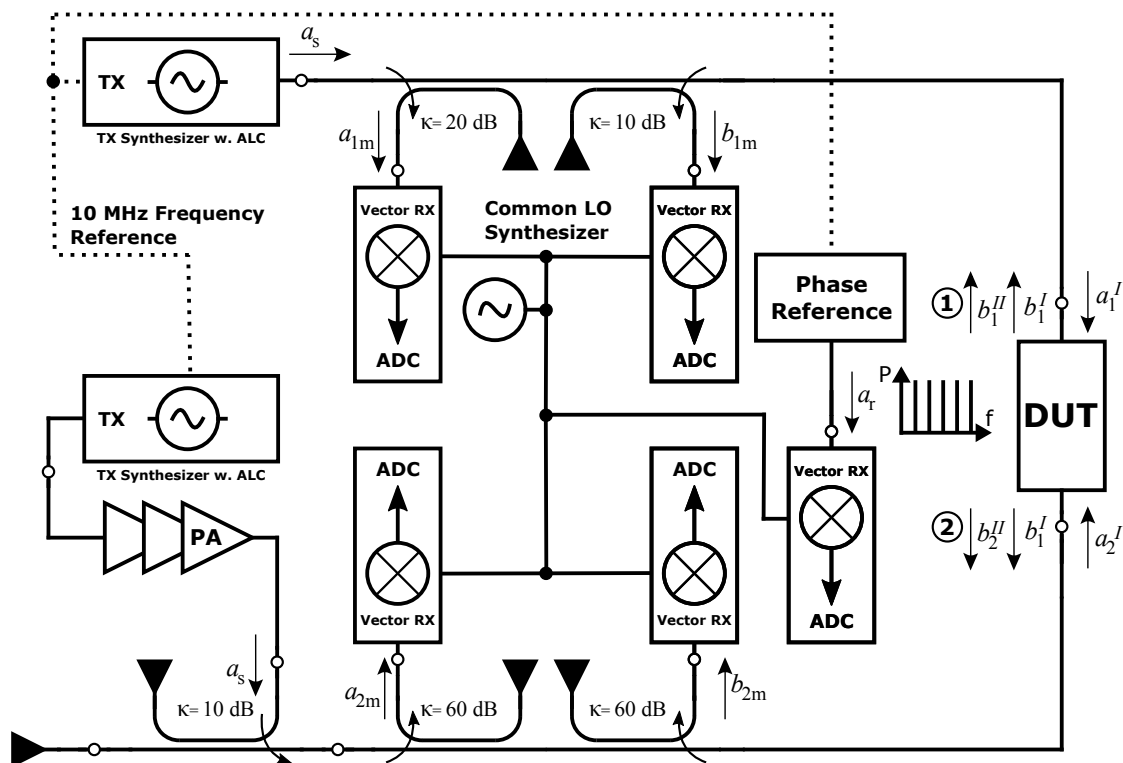 a_s
TX
TX Synthesizer w. ALC
κ= 20 dB
κ= 10 dB
a_1m
b_1m
10 MHz Frequency
Reference
Vector RX
ADC
Common LO
Synthesizer
Vector RX
ADC
Phase
Reference
①
b_1^II
b_1^I
a_1^I
a_r
P
f
DUT
TX
TX Synthesizer w. ALC
PA
ADC
Vector RX
ADC
Vector RX
Vector RX
ADC
②
b_2^II
b_1^I
a_2^I
a_s
κ= 10 dB
a_2m
κ= 60 dB
κ= 60 dB
b_2m